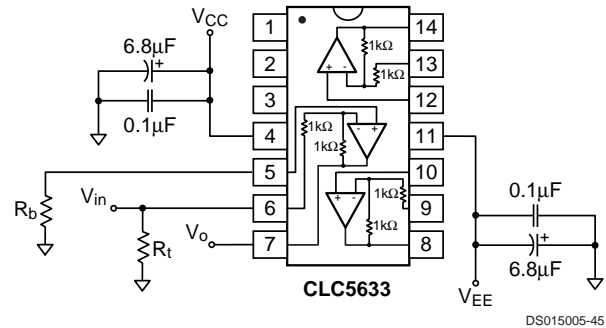 VCC
6.8μF
+
0.1μF
1
2
3
4
5
6
7
14
13
12
11
10
9
8
1kΩ
1kΩ
+ -
1kΩ
1kΩ
- +
+ -
1kΩ
1kΩ
Rb
Vin
Rt
Vo
CLC5633
0.1μF
+
6.8μF
VEE
DS015005-45